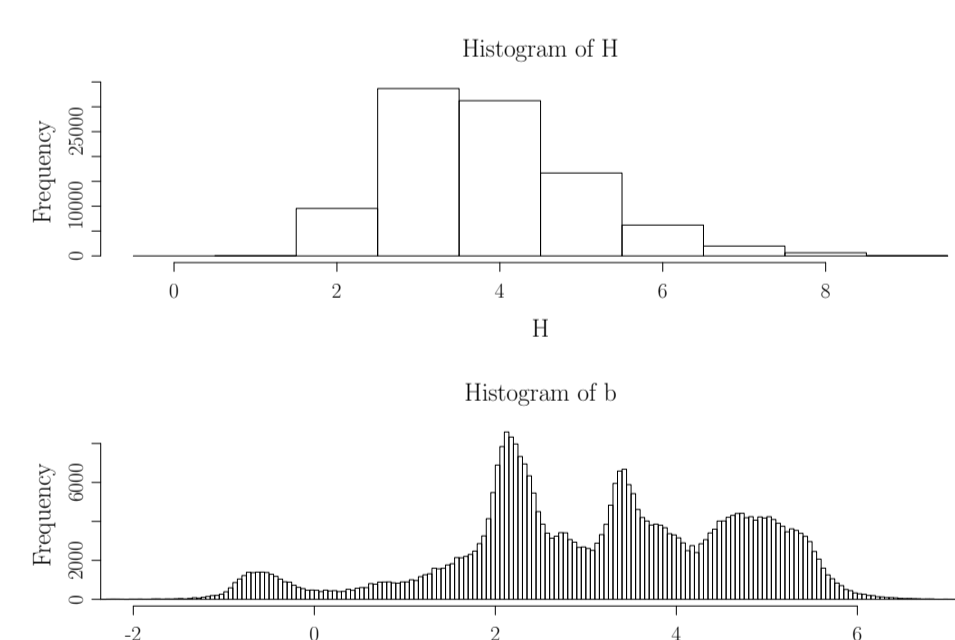 Histogram of H
Frequency
25000
10000
0
0 2 4 6 8
H
Histogram of b
Frequency
6000
2000
0
-2 0 2 4 6